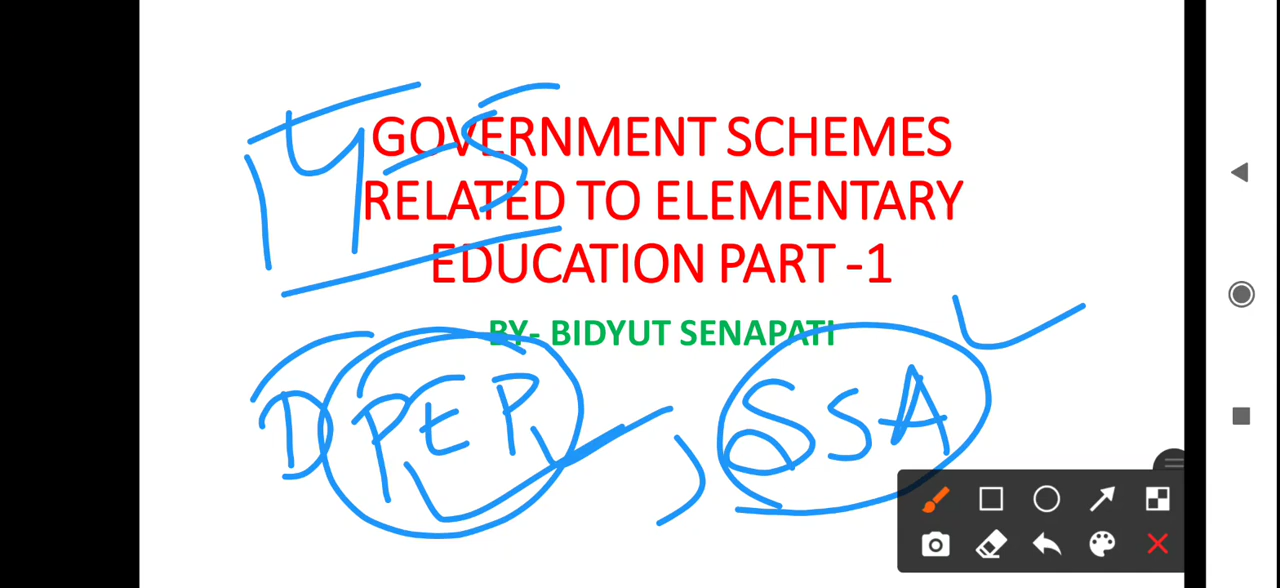 GOVERNMENT SCHEMES
RELATED TO ELEMENTARY
EDUCATION PART -1
BY- BIDYUT SENAPATI
DPEP, SSA